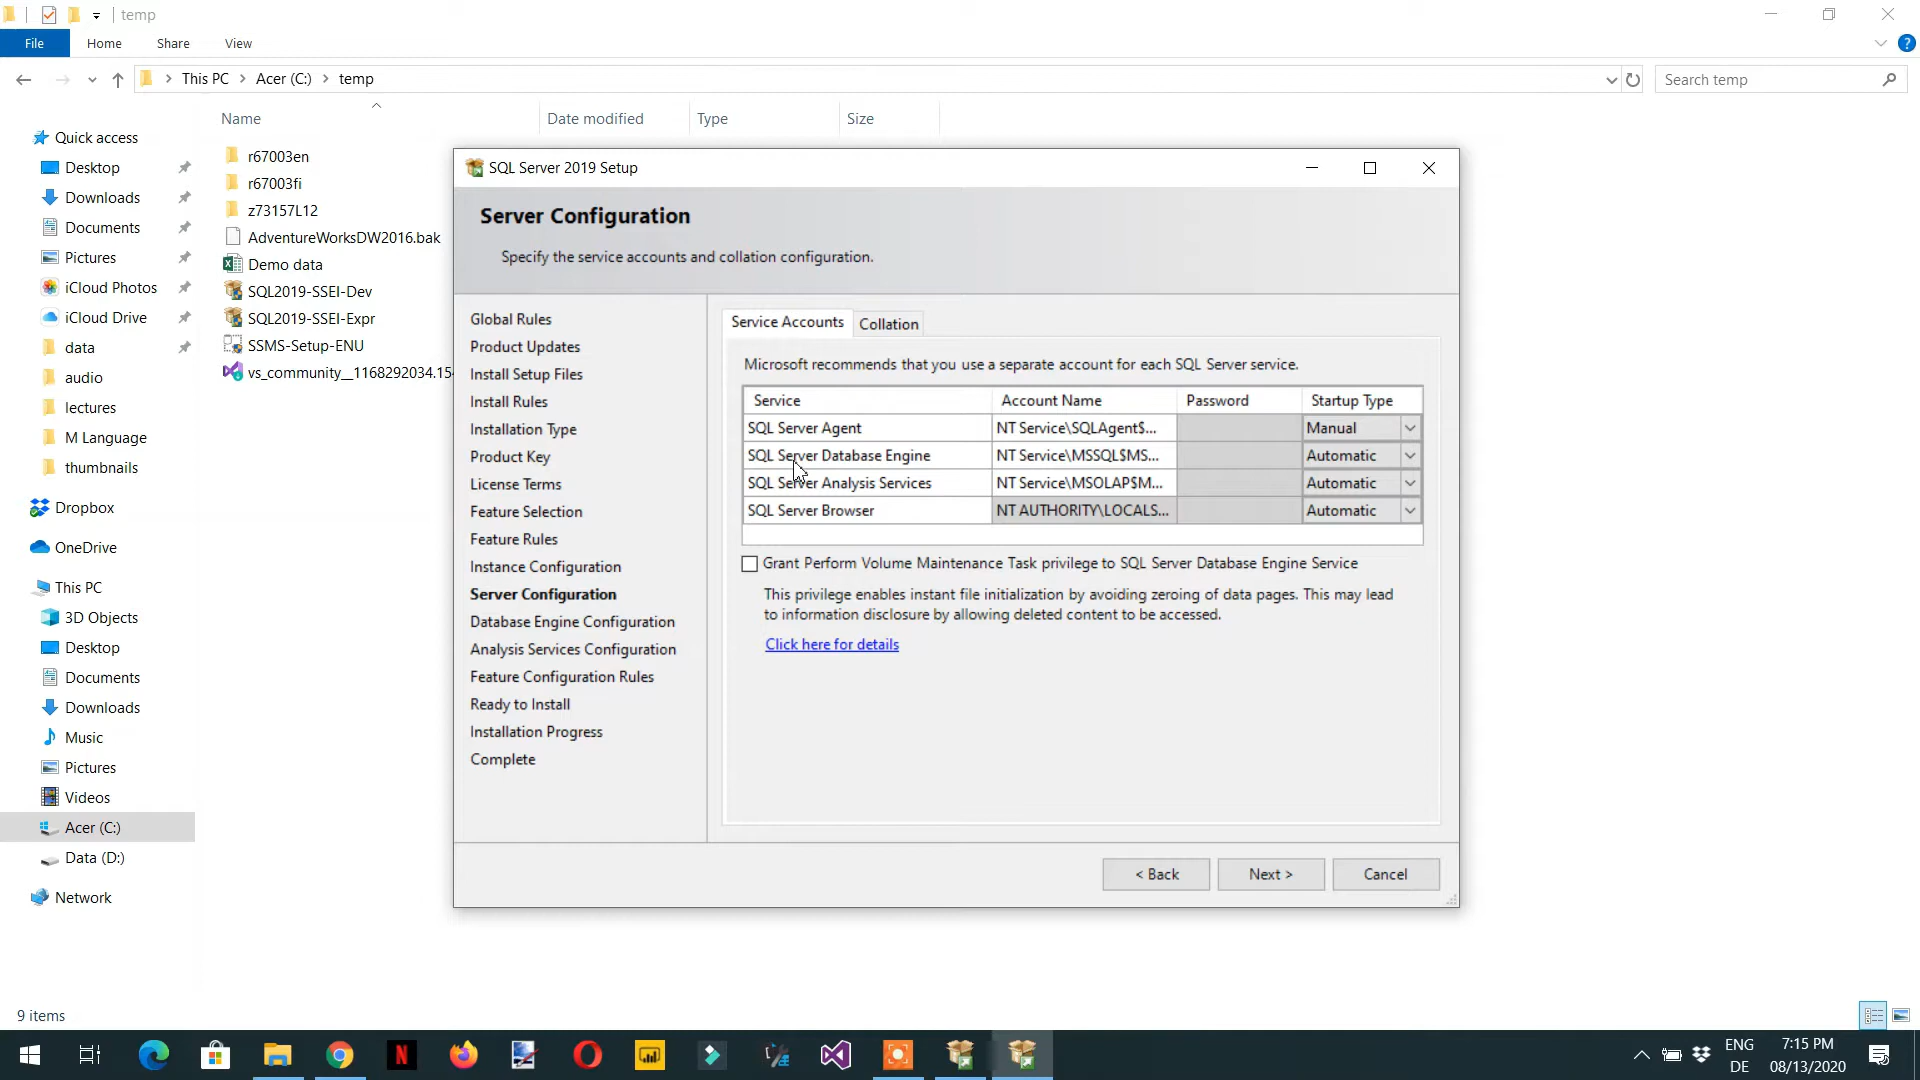 temp
File
Home
Share
View
This PC
Acer (C:)
temp
Search temp
Name
Date modified
Type
Size
Quick access
Desktop
Downloads
Documents
Pictures
iCloud Photos
iCloud Drive
data
audio
lectures
M Language
thumbnails
Dropbox
OneDrive
This PC
3D Objects
Desktop
Documents
Downloads
Music
Pictures
Videos
Acer (C:)
Data (D:)
Network
r67003en
r67003fi
z73157L12
AdventureWorksDW2016.bak
Demo data
SQL2019-SSEI-Dev
SQL2019-SSEI-Expr
SSMS-Setup-ENU
vs_community__1168292034.154
SQL Server 2019 Setup
Server Configuration
Specify the service accounts and collation configuration.
Global Rules
Product Updates
Install Setup Files
Install Rules
Installation Type
Product Key
License Terms
Feature Selection
Feature Rules
Instance Configuration
Server Configuration
Database Engine Configuration
Analysis Services Configuration
Feature Configuration Rules
Ready to Install
Installation Progress
Complete
Service Accounts
Collation
Microsoft recommends that you use a separate account for each SQL Server service.
Service Account Name Password Startup Type
SQL Server Agent NT Service\SQLAgent$... Manual
SQL Server Database Engine NT Service\MSSQL$MS... Automatic
SQL Server Analysis Services NT Service\MSOLAP$M... Automatic
SQL Server Browser NT AUTHORITY\LOCALS... Automatic
Grant Perform Volume Maintenance Task privilege to SQL Server Database Engine Service
This privilege enables instant file initialization by avoiding zeroing of data pages. This may lead
to information disclosure by allowing deleted content to be accessed.
Click here for details
< Back
Next >
Cancel
9 items
ENG
DE
7:15 PM
08/13/2020